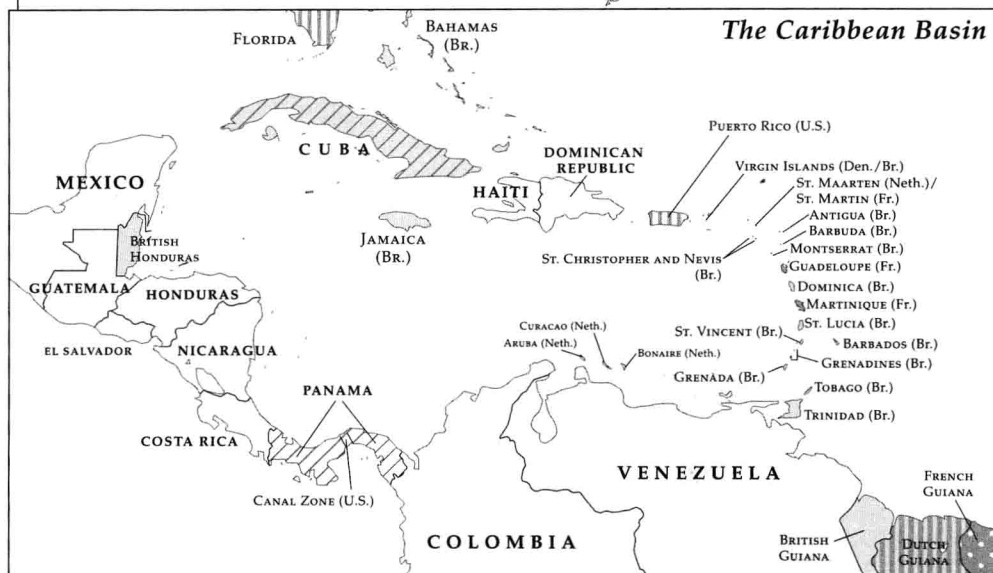 The Caribbean Basin
FLORIDA
BAHAMAS
(BR.)
CUBA
PUERTO RICO (U.S.)
DOMINICAN
REPUBLIC
HAITI
VIRGIN ISLANDS (DEN./BR.)
ST. MAARTEN (NETH.)/
ST. MARTIN (FR.)
ANTIGUA (BR.)
BARBUDA (BR.)
MONTSERRAT (BR.)
GUADELOUPE (FR.)
DOMINICA (BR.)
MARTINIQUE (FR.)
ST. LUCIA (BR.)
ST. CHRISTOPHER AND NEVIS
(BR.)
MEXICO
JAMAICA
(BR.)
BRITISH
HONDURAS
GUATEMALA
HONDURAS
EL SALVADOR
NICARAGUA
CURACAO (NETH.)
ARUBA (NETH.)
BONAIRE (NETH.)
ST. VINCENT (BR.)
BARBADOS (BR.)
GRENADINES (BR.)
GRENADA (BR.)
TOBAGO (BR.)
TRINIDAD (BR.)
PANAMA
COSTA RICA
CANAL ZONE (U.S.)
VENEZUELA
COLOMBIA
FRENCH
GUIANA
BRITISH
GUIANA
DUTCH
GUIANA